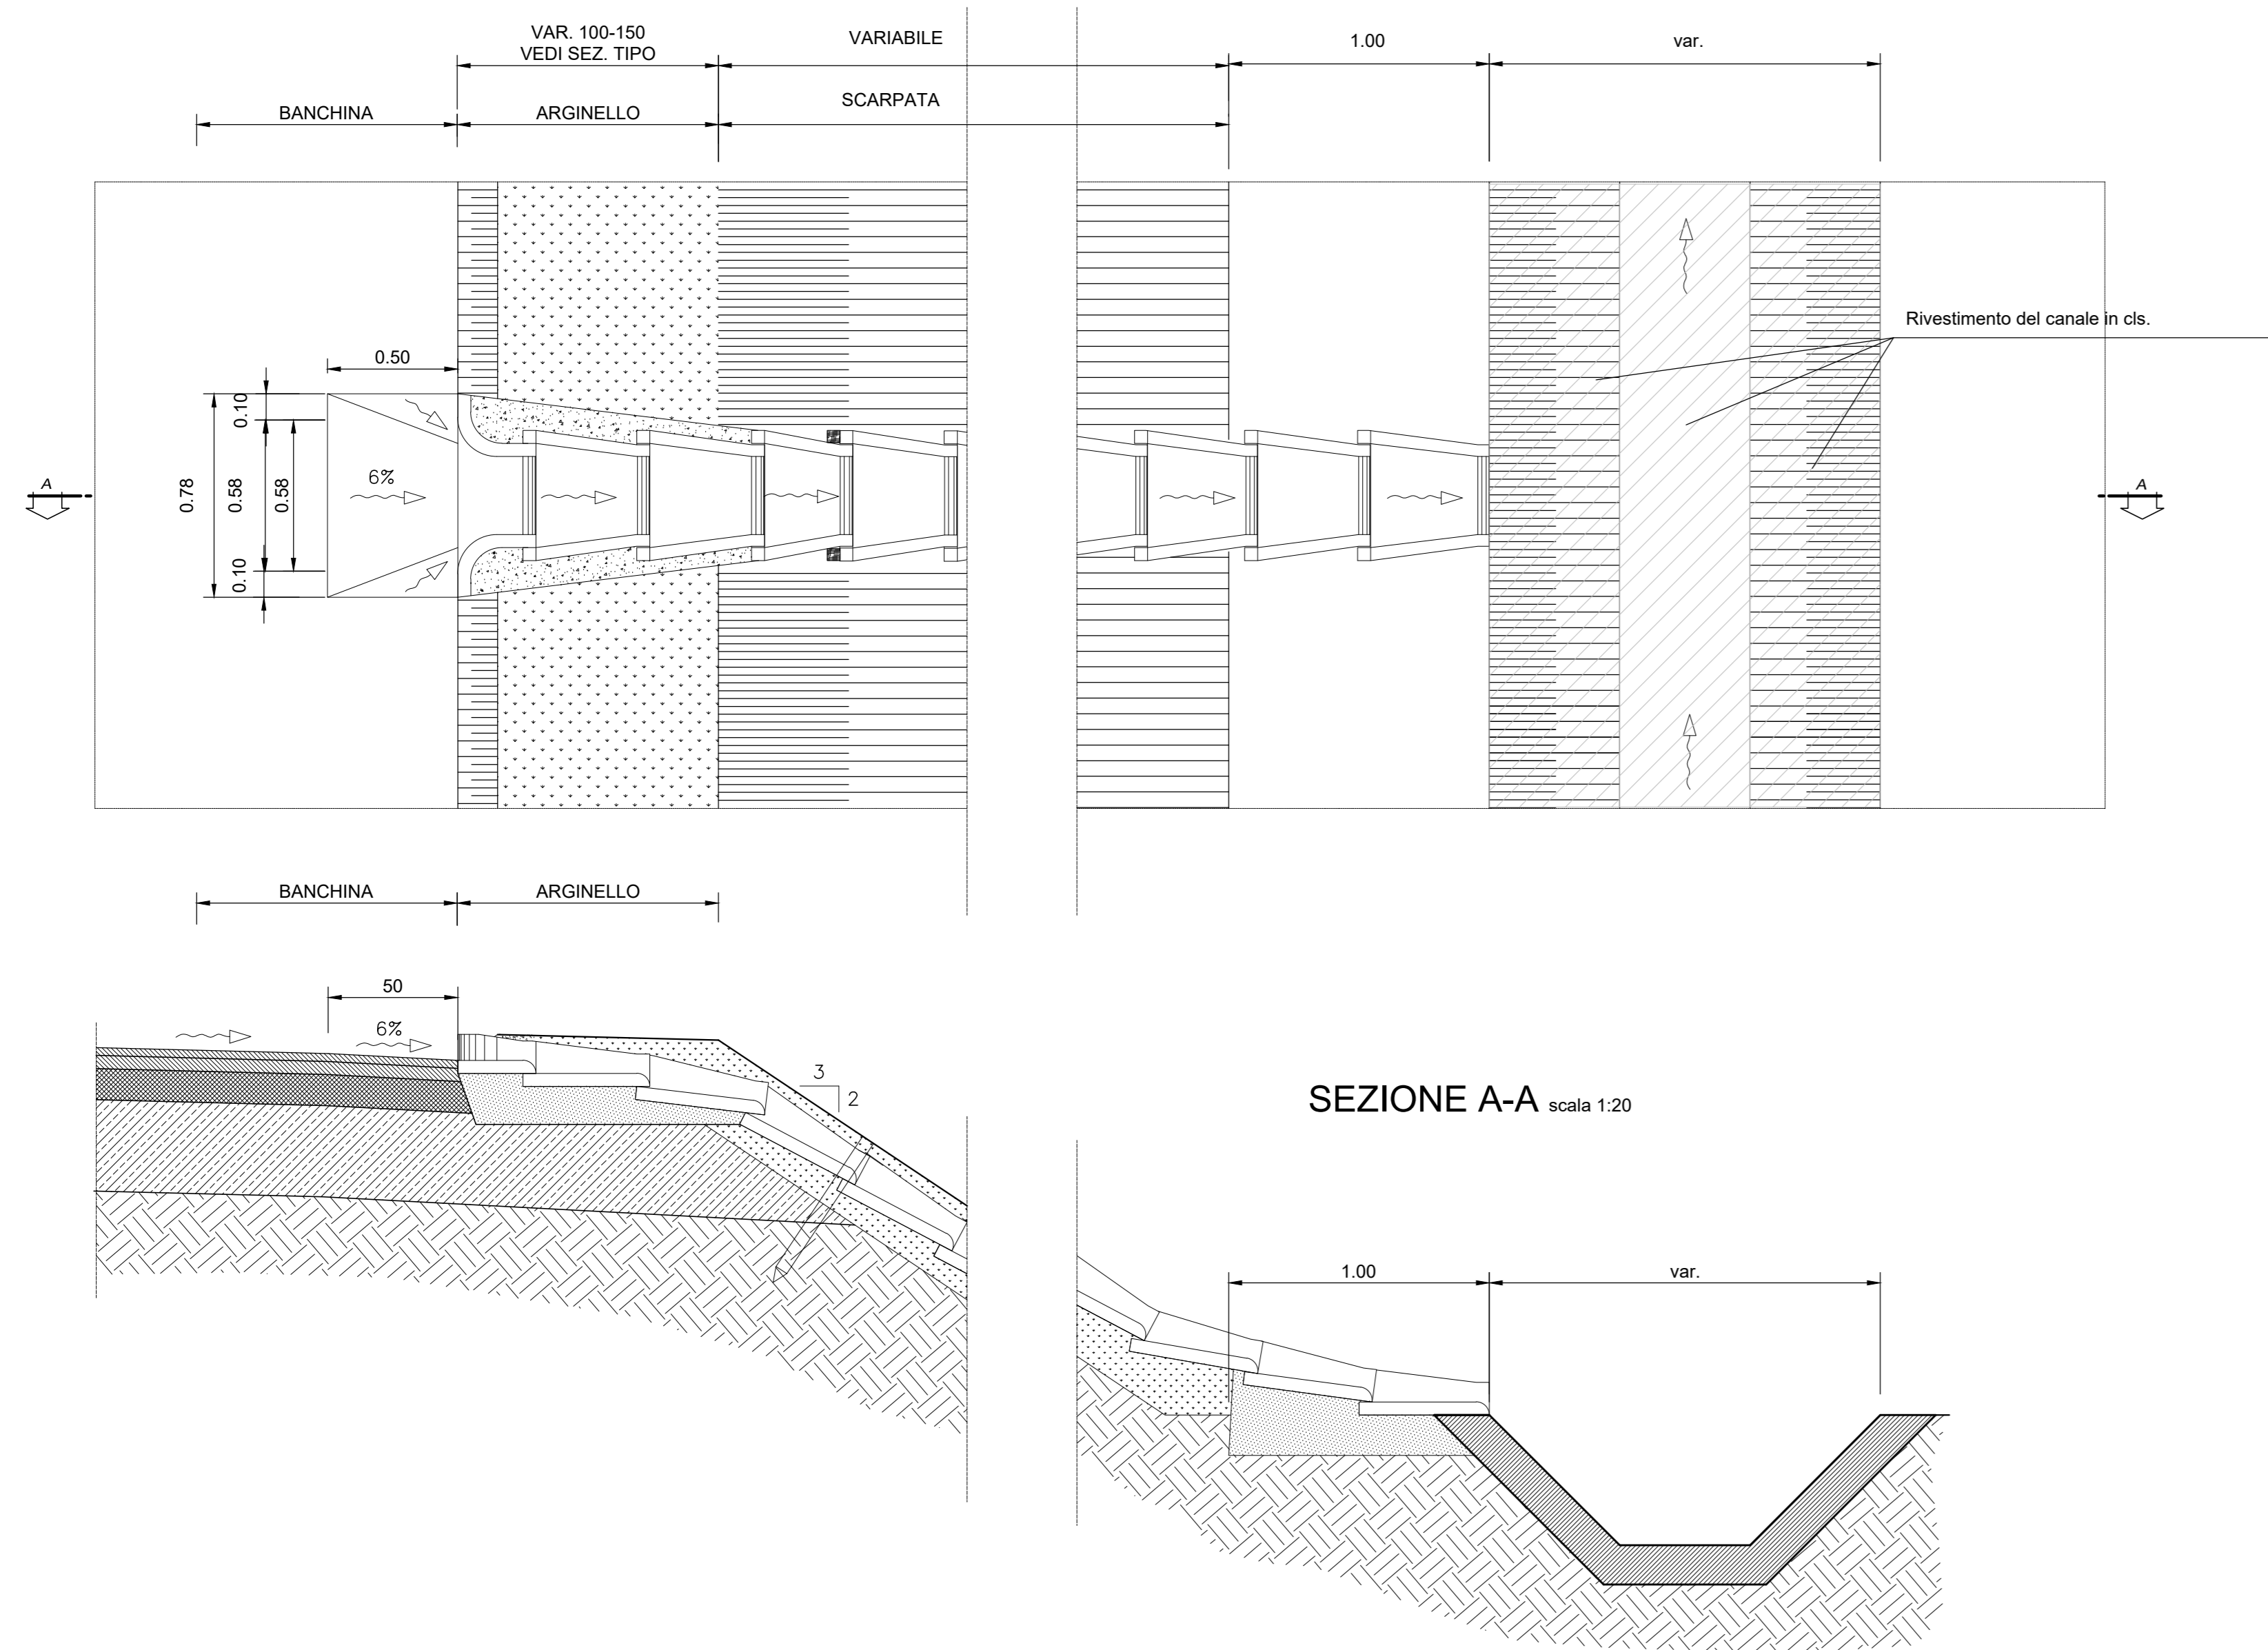 VAR. 100-150
VEDI SEZ. TIPO
VARIABILE
1.00
var.
BANCHINA
ARGINELLO
SCARPATA
Rivestimento del canale in cls.
0.50
0.10
0.78
0.58
0.58
0.10
6%
A
A
BANCHINA
ARGINELLO
50
6%
3
2
SEZIONE A-A scala 1:20
1.00
var.